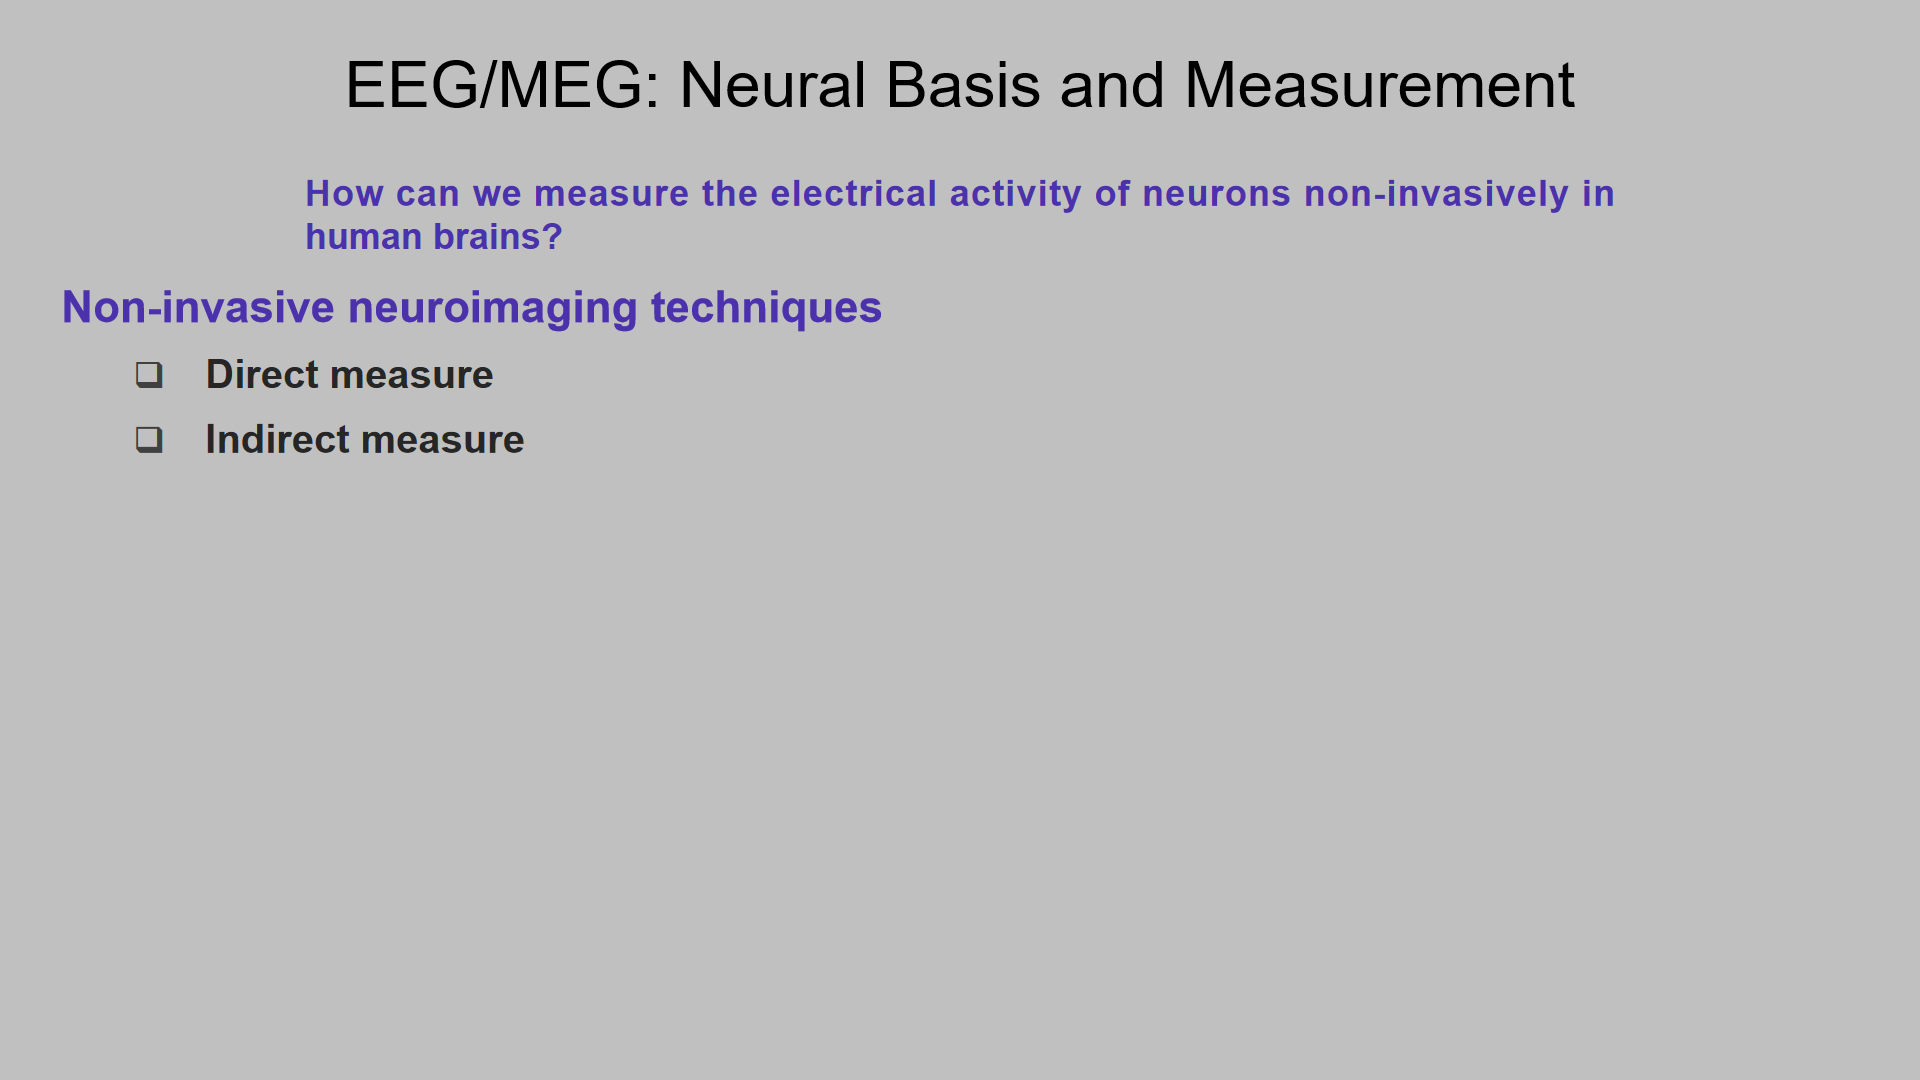 EEG/MEG: Neural Basis and Measurement
How can we measure the electrical activity of neurons non-invasively in
human brains?
Non-invasive neuroimaging techniques
❑ Direct measure
❑ Indirect measure